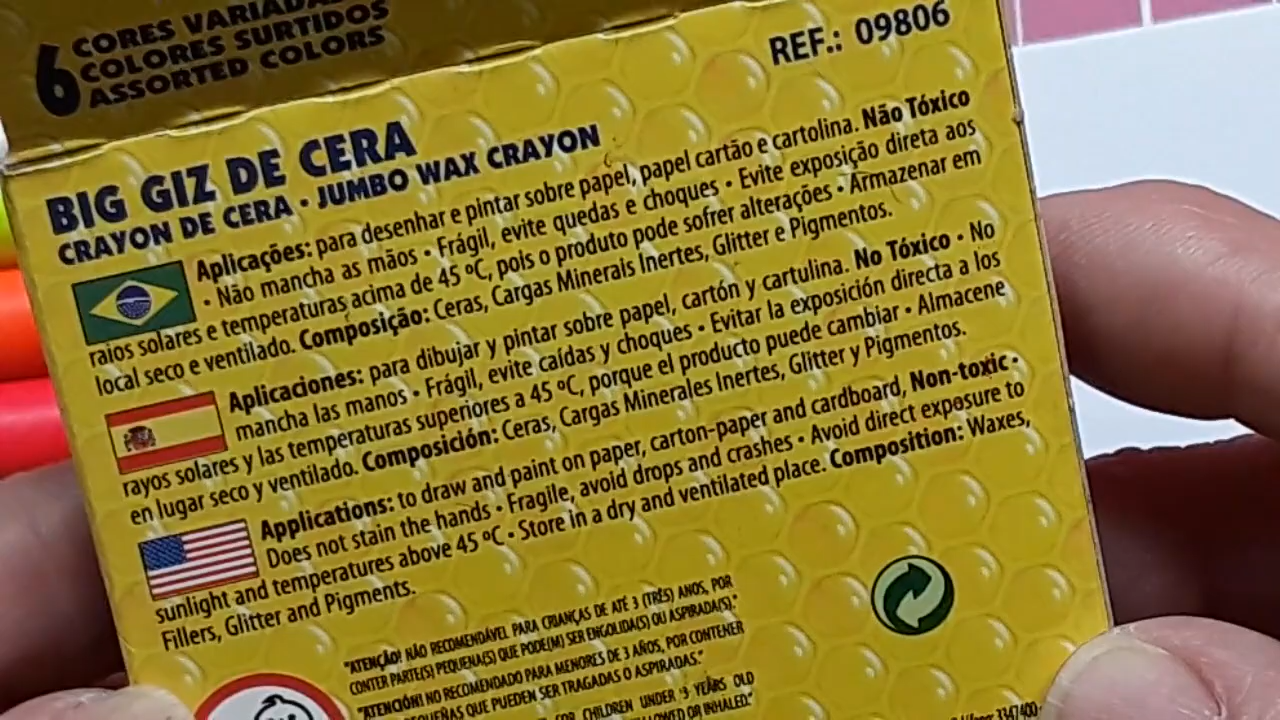 6 CORES VARIADAS
COLORES SURTIDOS
ASSORTED COLORS
REF.: 09806
BIG GIZ DE CERA
CRAYON DE CERA • JUMBO WAX CRAYON
Aplicações: para desenhar e pintar sobre papel, papel cartão e cartolina. Não Tóxico
• Não mancha as mãos • Frágil, evite quedas e choques • Evite exposição direta aos
raios solares e temperaturas acima de 45 ºC, pois o produto pode sofrer alterações • Armazenar em
local seco e ventilado. Composição: Ceras, Cargas Minerais Inertes, Glitter e Pigmentos.
Aplicaciones: para dibujar y pintar sobre papel, cartón y cartulina. No Tóxico • No
mancha las manos • Frágil, evite caídas y choques • Evitar la exposición directa a los
rayos solares y las temperaturas superiores a 45 ºC, porque el producto puede cambiar • Almacene
en lugar seco y ventilado. Composición: Ceras, Cargas Minerales Inertes, Glitter y Pigmentos.
Applications: to draw and paint on paper, carton-paper and cardboard, Non-toxic •
Does not stain the hands • Fragile, avoid drops and crashes • Avoid direct exposure to
sunlight and temperatures above 45 ºC • Store in a dry and ventilated place. Composition: Waxes,
Fillers, Glitter and Pigments.
"ATENÇÃO! NÃO RECOMENDÁVEL PARA CRIANÇAS DE ATÉ 3 (TRÊS) ANOS, POR
CONTER PARTE(S) PEQUENA(S) QUE PODE(M) SER ENGOLIDA(S) OU ASPIRADA(S)."
"ATENCIÓN! NO RECOMENDADO PARA MENORES DE 3 AÑOS, POR CONTENER
QUE PUEDEN SER TRAGADAS O ASPIRADAS."
FOR CHILDREN UNDER 3 YEARS OLD
OR INHALED."
3347400